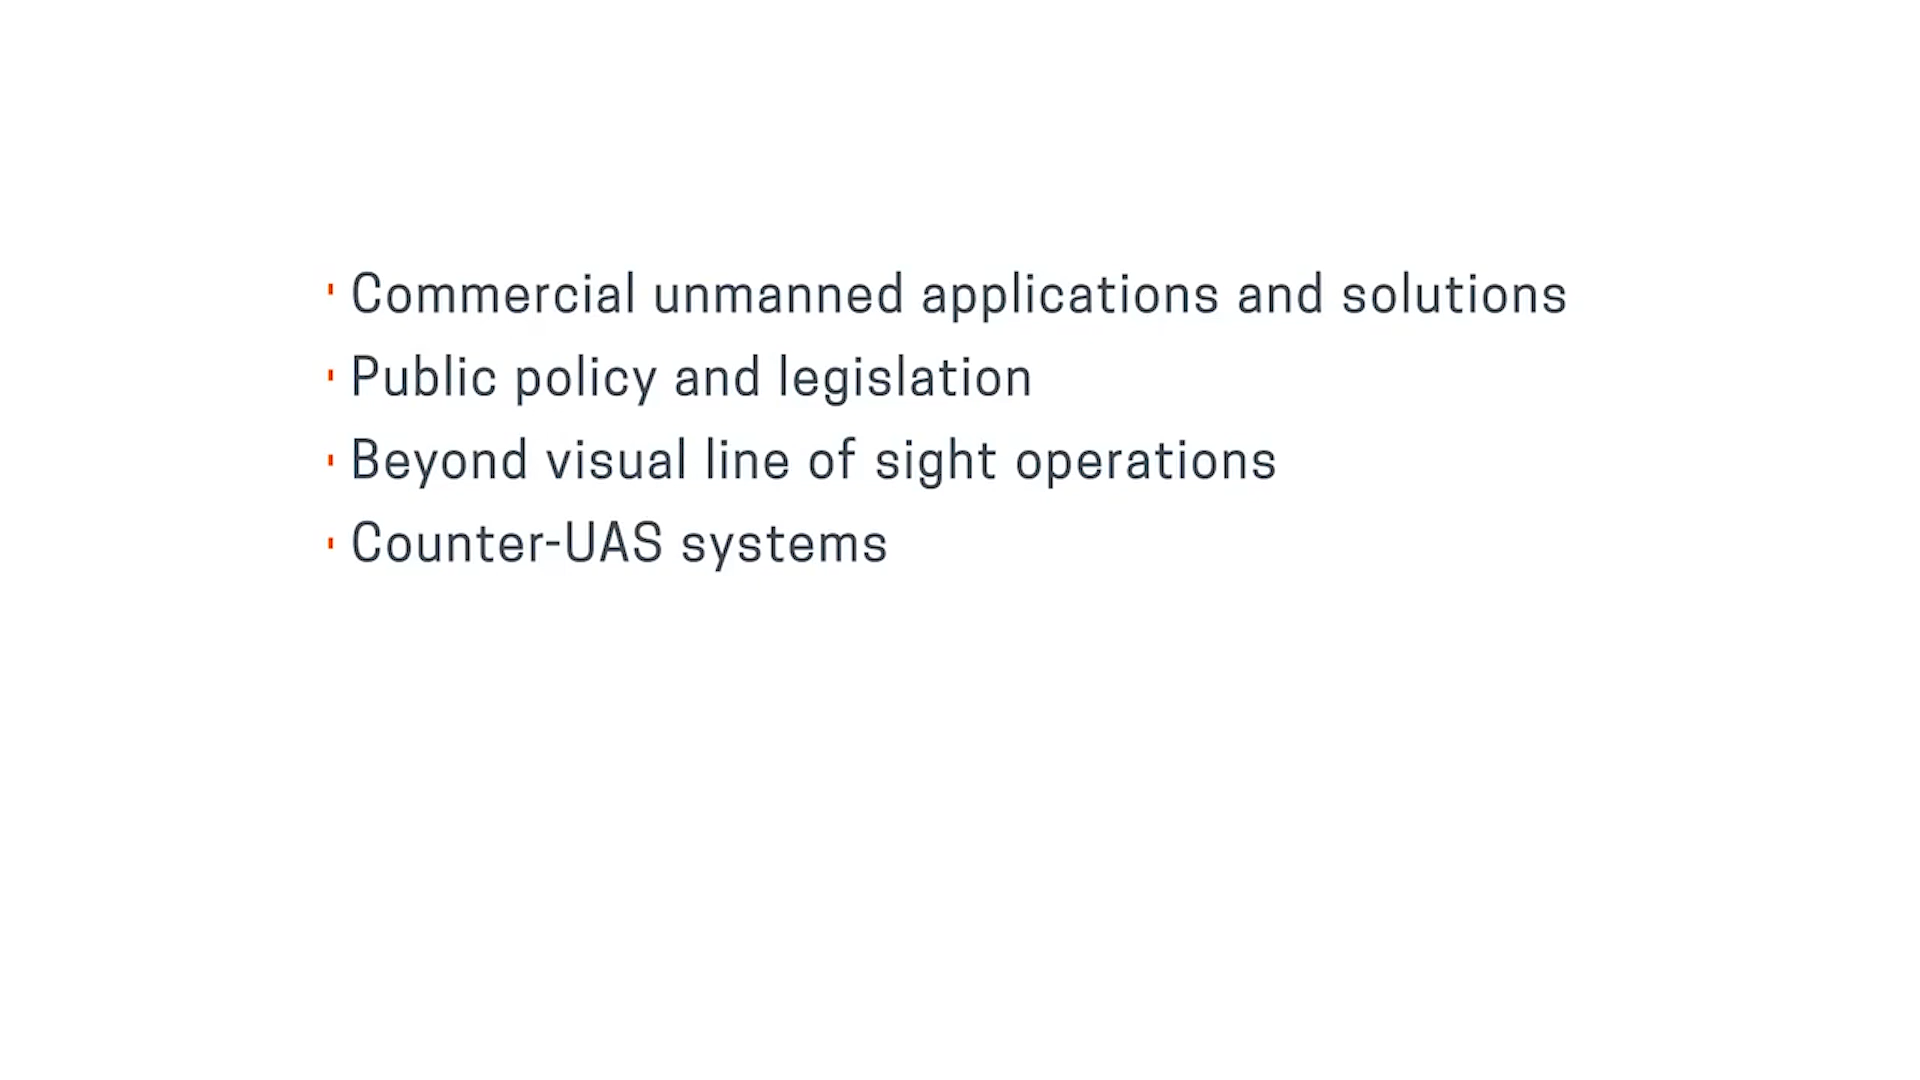 Commercial unmanned applications and solutions
Public policy and legislation
Beyond visual line of sight operations
Counter-UAS systems